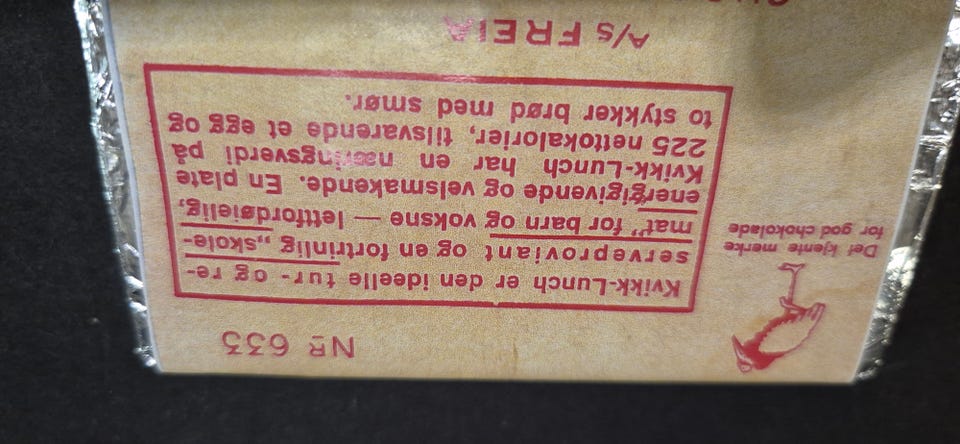 Nº 633
Kvikk-Lunch er den ideelle tur- og re-
serveproviant og en fortrinlig „skole-
mat” for barn og voksne — lettfordøielig,
energigivende og velsmakende. En plate
Kvikk-Lunch har en næringsverdi på
225 nettokalorier, tilsvarende et egg og
to stykker brød med smør.
Det kjente merke
for god chokolade
A/s FREIA